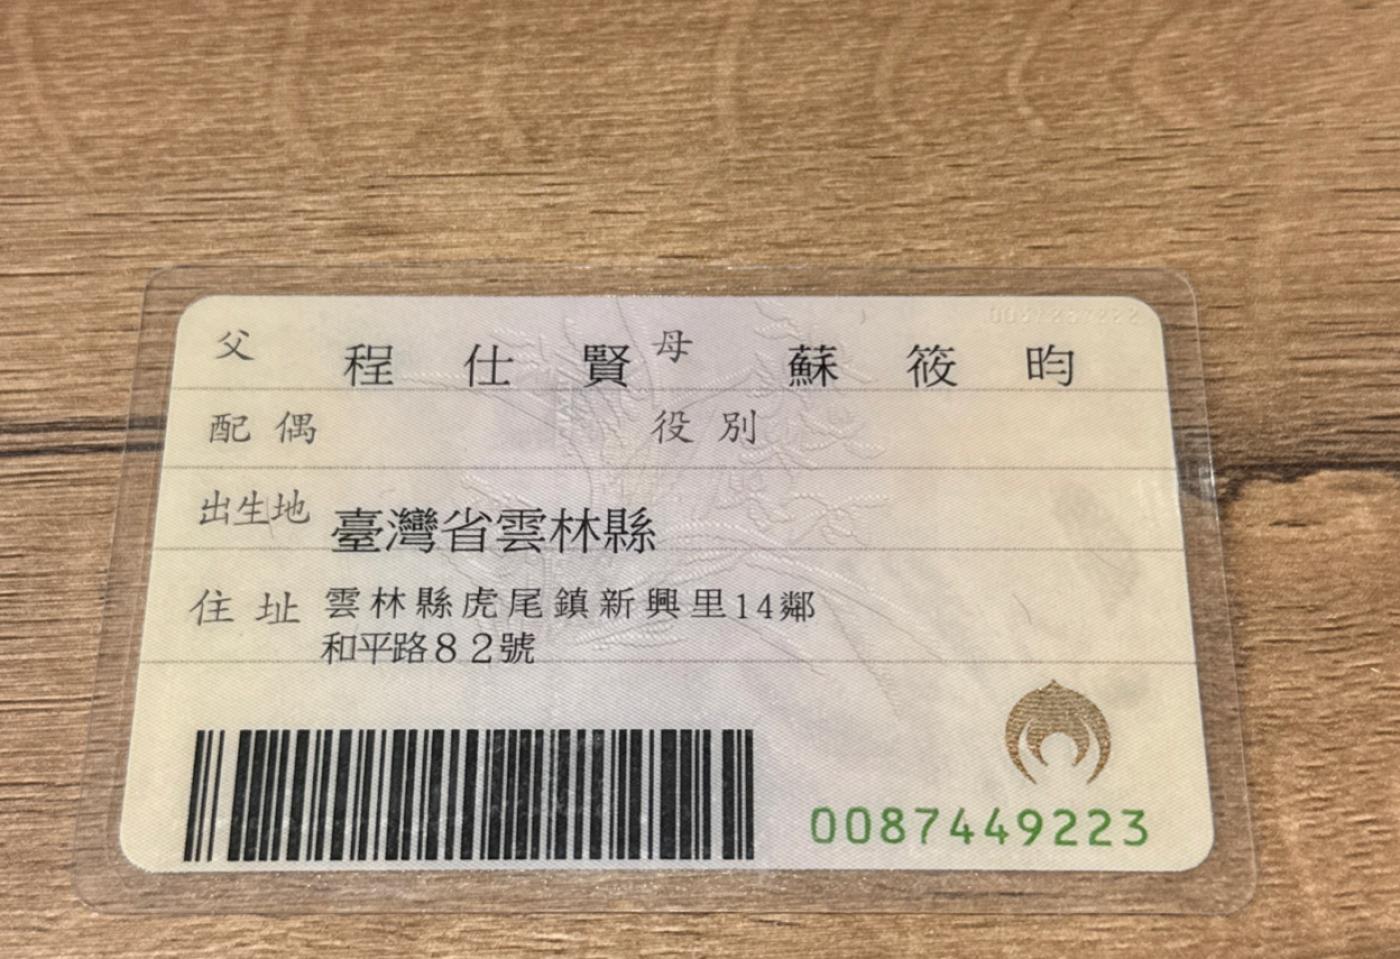 父 程仕賢 母 蘇筱昀
配偶 役別
出生地 臺灣省雲林縣
住址 雲林縣虎尾鎮新興里14鄰
和平路82號
0087449223